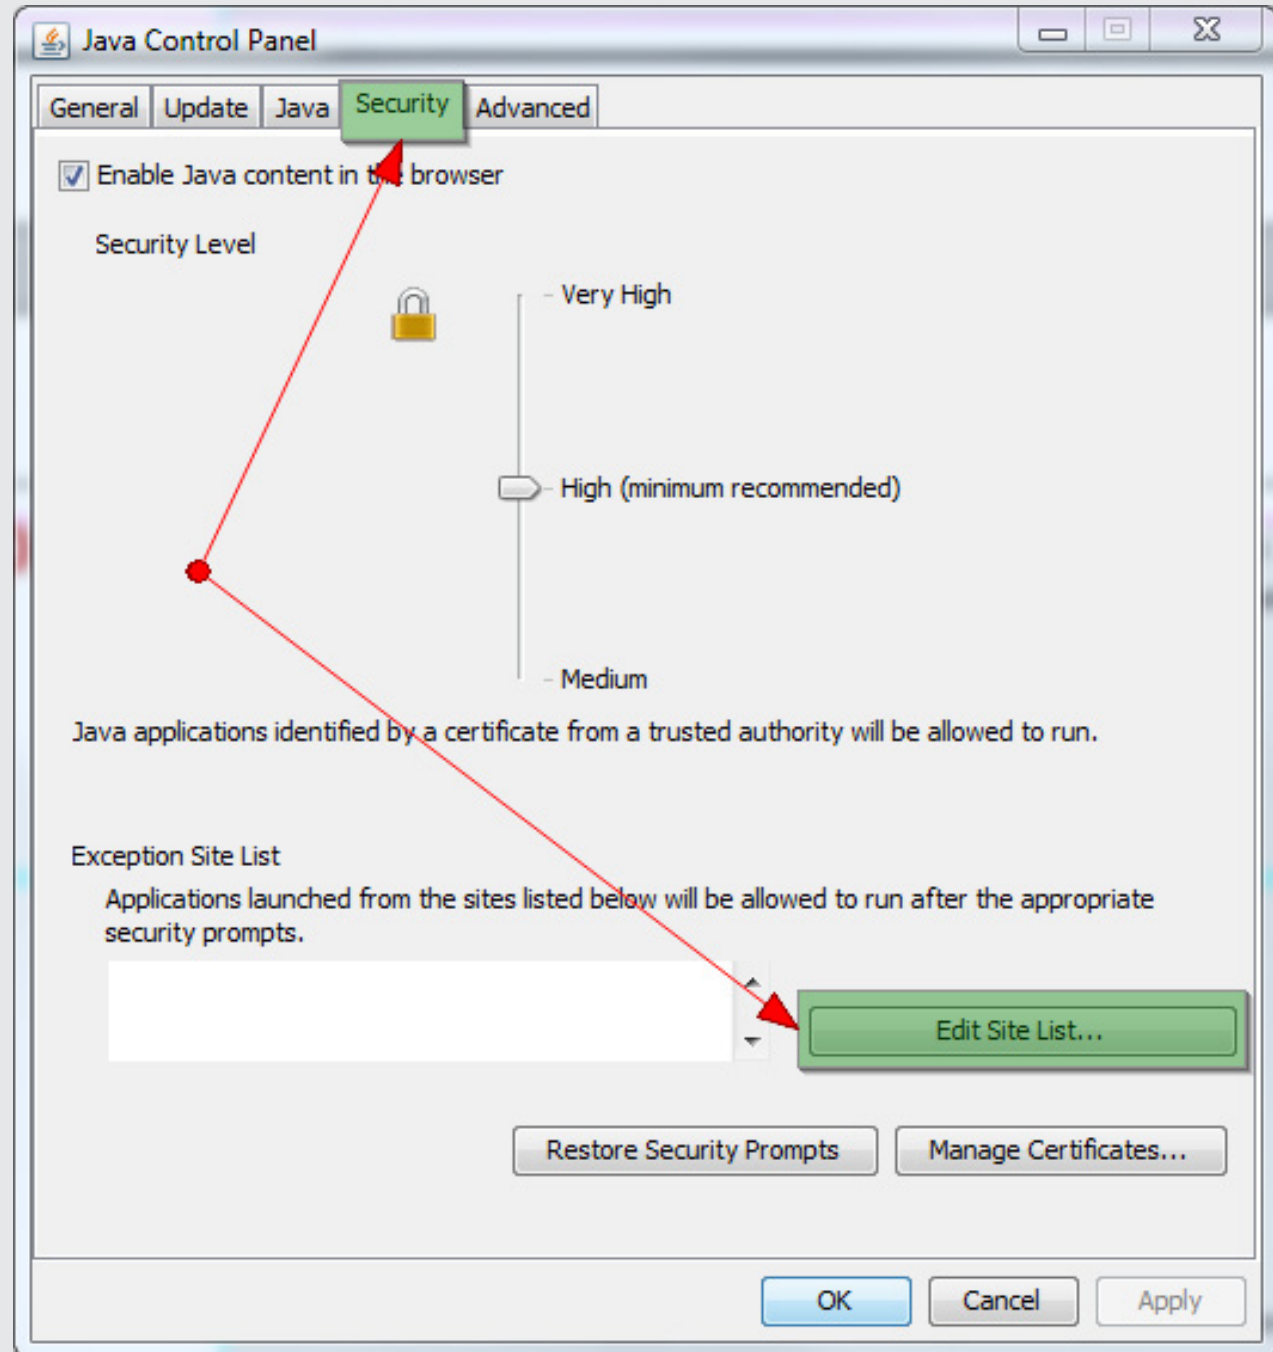 Java Control Panel
General Update Java Security Advanced
Enable Java content in the browser
Security Level
Very High
High (minimum recommended)
Medium
Java applications identified by a certificate from a trusted authority will be allowed to run.
Exception Site List
Applications launched from the sites listed below will be allowed to run after the appropriate
security prompts.
Edit Site List...
Restore Security Prompts Manage Certificates...
OK Cancel Apply